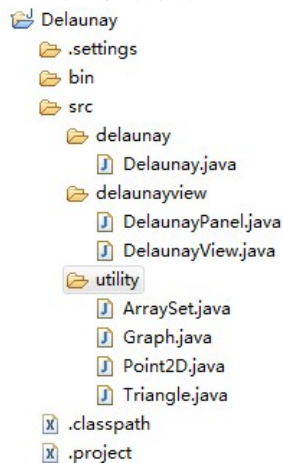 Delaunay
.settings
bin
src
delaunay
Delaunay.java
delaunayview
DelaunayPanel.java
DelaunayView.java
utility
ArraySet.java
Graph.java
Point2D.java
Triangle.java
.classpath
.project